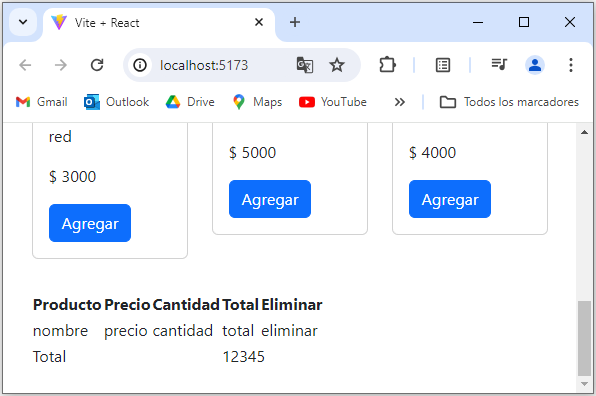 Vite + React
localhost:5173
Gmail Outlook Drive Maps YouTube Todos los marcadores
red
$ 3000
Agregar
$ 5000
Agregar
$ 4000
Agregar
Producto Precio Cantidad Total Eliminar
nombre precio cantidad total eliminar
Total 12345